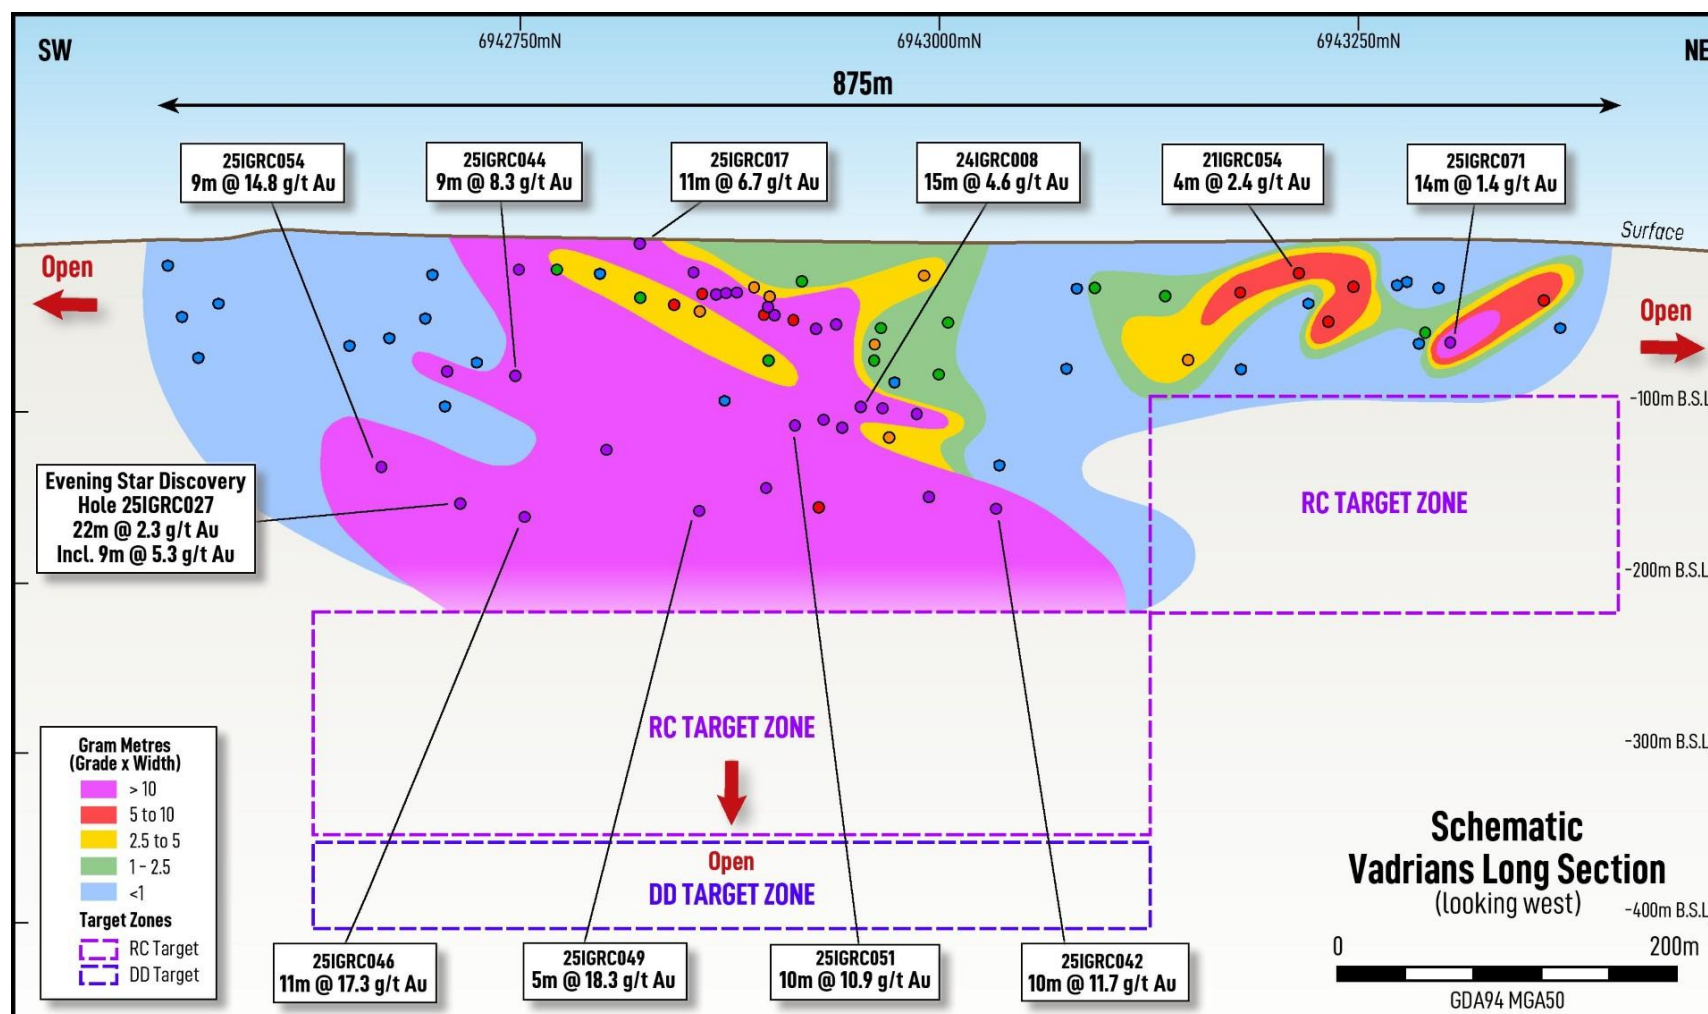 SW
6942750mN
6943000mN
6943250mN
NE
875m
25IGRC054
9m @ 14.8 g/t Au
25IGRC044
9m @ 8.3 g/t Au
25IGRC017
11m @ 6.7 g/t Au
24IGRC008
15m @ 4.6 g/t Au
21IGRC054
4m @ 2.4 g/t Au
25IGRC071
14m @ 1.4 g/t Au
Surface
Open
Open
-100m B.S.L
Evening Star Discovery
Hole 25IGRC027
22m @ 2.3 g/t Au
Incl. 9m @ 5.3 g/t Au
RC TARGET ZONE
-200m B.S.L
RC TARGET ZONE
-300m B.S.L
Gram Metres
(Grade x Width)
> 10
5 to 10
2.5 to 5
1 – 2.5
<1
Target Zones
RC Target
DD Target
Open
DD TARGET ZONE
Schematic
Vadrians Long Section
(looking west)
-400m B.S.L
0 200m
GDA94 MGA50
25IGRC046
11m @ 17.3 g/t Au
25IGRC049
5m @ 18.3 g/t Au
25IGRC051
10m @ 10.9 g/t Au
25IGRC042
10m @ 11.7 g/t Au